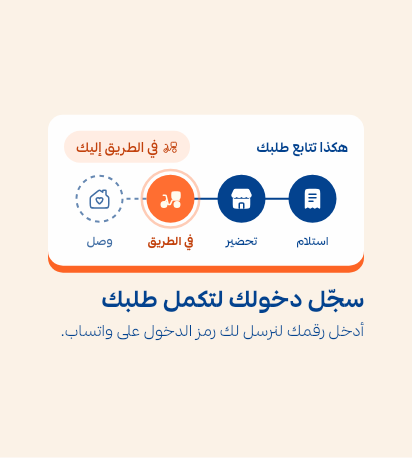 هكذا تتابع طلبك
في الطريق إليك
استلام
تحضير
في الطريق
وصل
سجّل دخولك لتكمل طلبك
أدخل رقمك لنرسل لك رمز الدخول على واتساب.